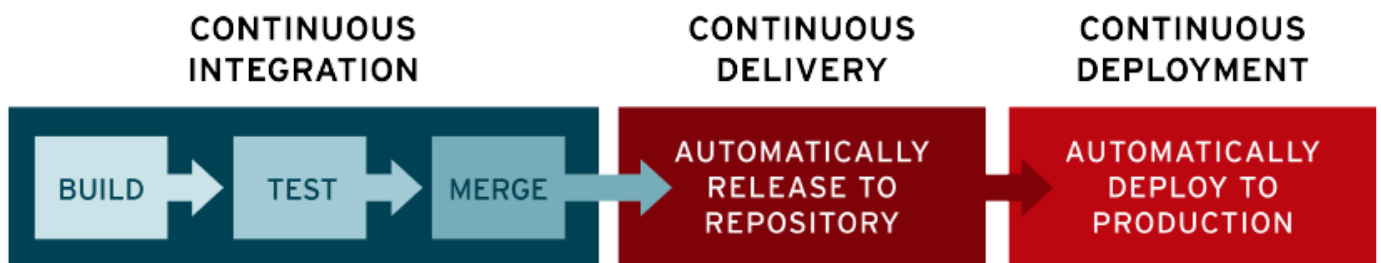 CONTINUOUS
INTEGRATION
CONTINUOUS
DELIVERY
CONTINUOUS
DEPLOYMENT
BUILD
TEST
MERGE
AUTOMATICALLY
RELEASE TO
REPOSITORY
AUTOMATICALLY
DEPLOY TO
PRODUCTION